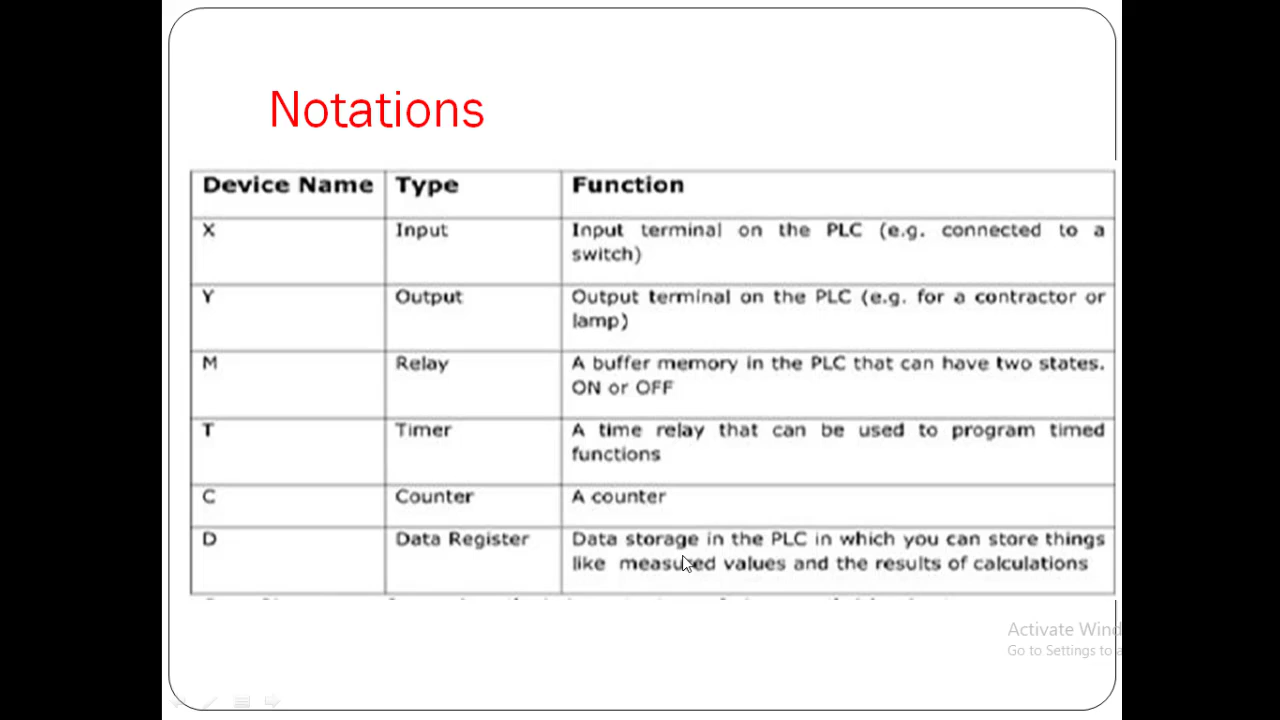 Notations
Device Name Type Function
X Input Input terminal on the PLC (e.g. connected to a
switch)
Y Output Output terminal on the PLC (e.g. for a contractor or
lamp)
M Relay A buffer memory in the PLC that can have two states.
ON or OFF
T Timer A time relay that can be used to program timed
functions
C Counter A counter
D Data Register Data storage in the PLC in which you can store things
like measured values and the results of calculations
Activate Wind
Go to Settings to a